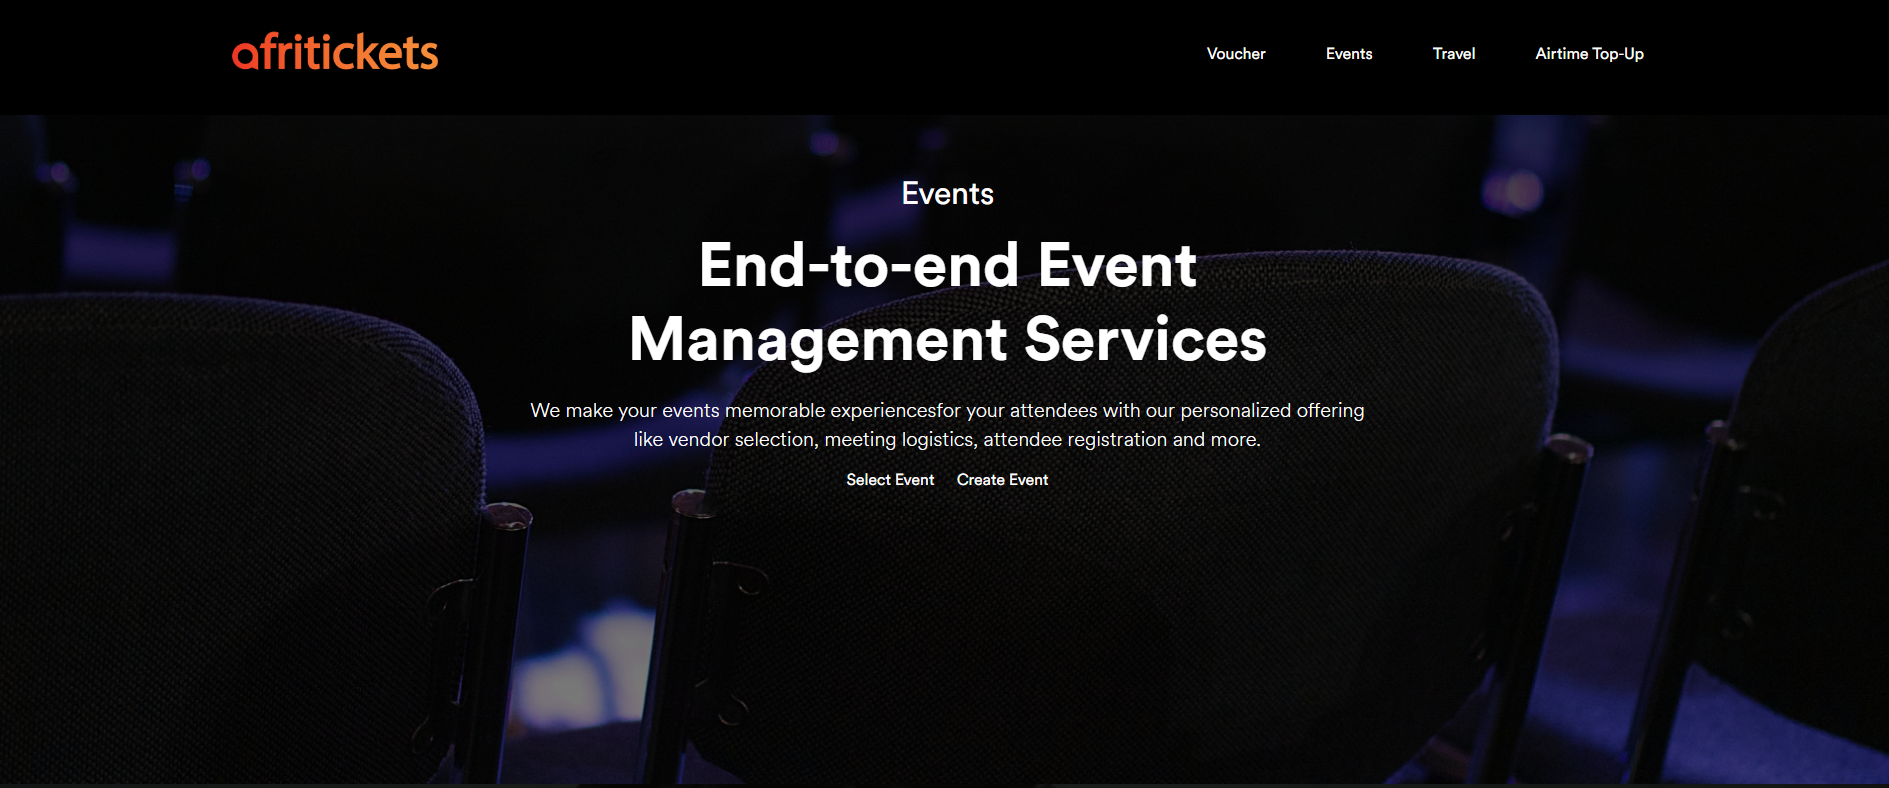 afritickets
Voucher Events Travel Airtime Top-Up
Events
End-to-end Event
Management Services
We make your events memorable experiencesfor your attendees with our personalized offering
like vendor selection, meeting logistics, attendee registration and more.
Select Event Create Event